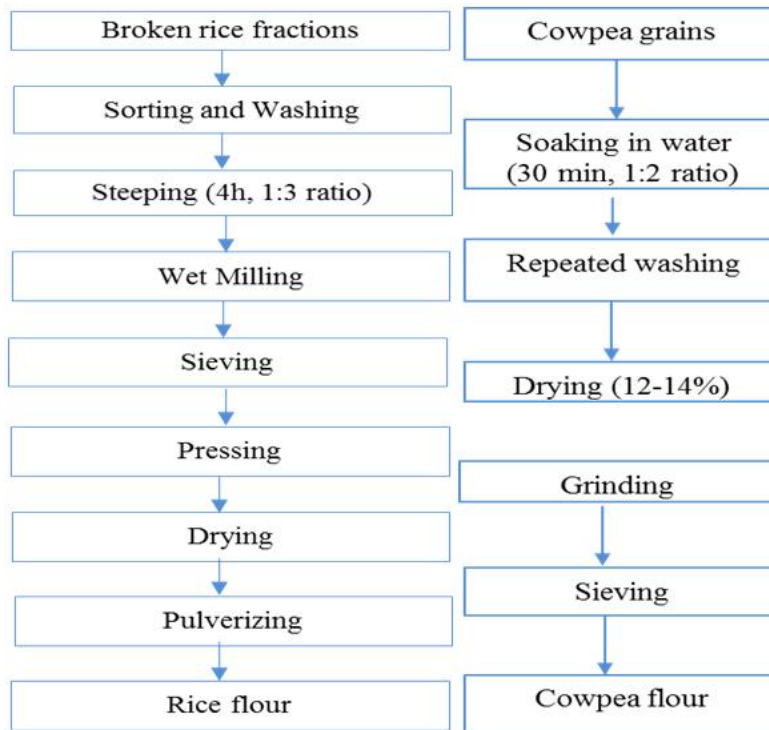 Broken rice fractions
Sorting and Washing
Steeping (4h, 1:3 ratio)
Wet Milling
Sieving
Pressing
Drying
Pulverizing
Rice flour
Cowpea grains
Soaking in water
(30 min, 1:2 ratio)
Repeated washing
Drying (12-14%)
Grinding
Sieving
Cowpea flour